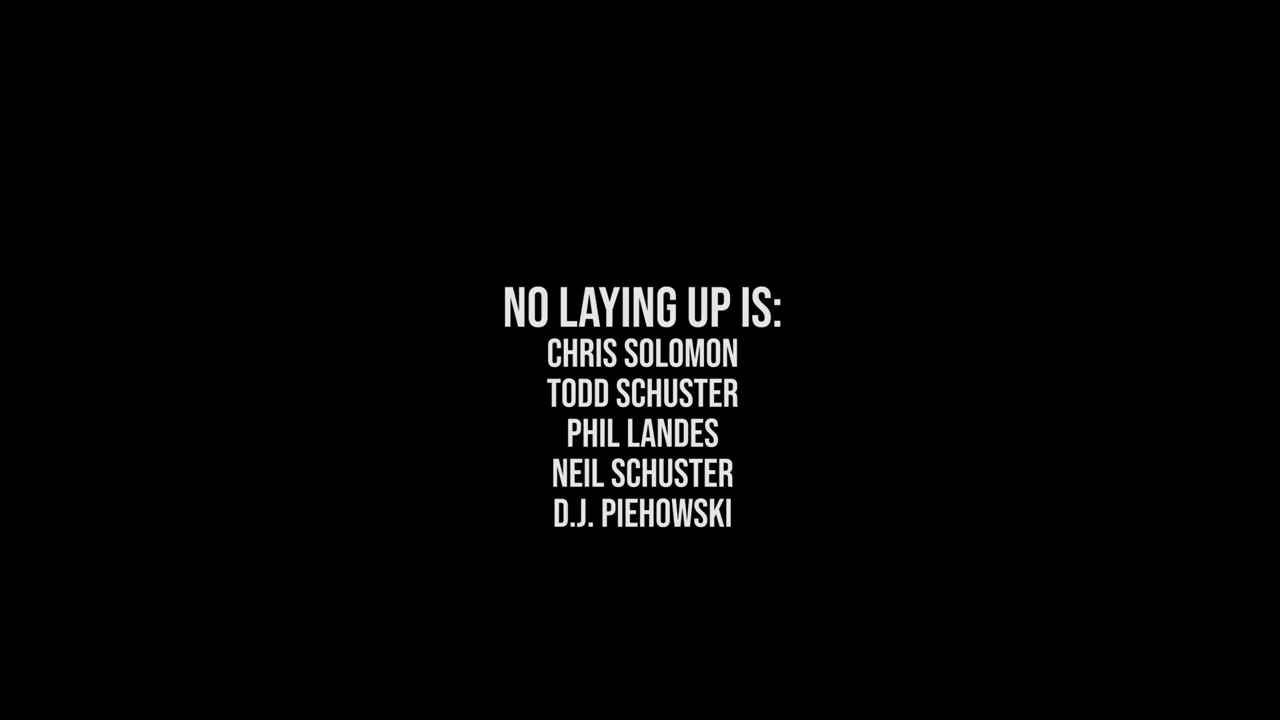 NO LAYING UP IS:
CHRIS SOLOMON
TODD SCHUSTER
PHIL LANDES
NEIL SCHUSTER
D.J. PIEHOWSKI